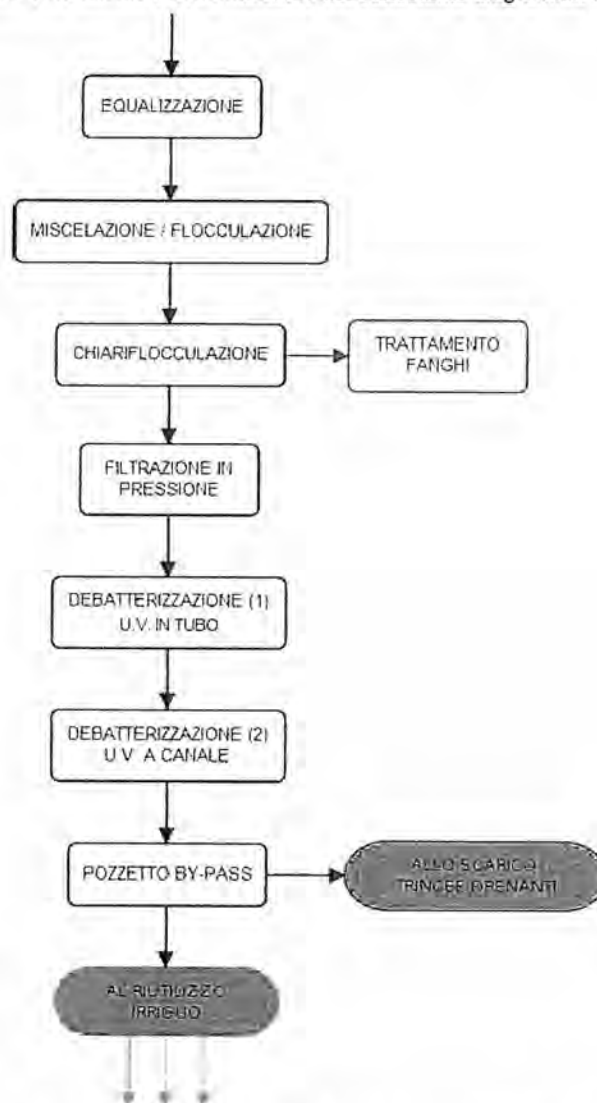 EQUALIZZAZIONE
MISCELAZIONE / FLOCCULAZIONE
CHIARIFLOCCULAZIONE
TRATTAMENTO
FANGHI
FILTRAZIONE IN
PRESSIONE
DEBATTERIZZAZIONE (1)
U.V. IN TUBO
DEBATTERIZZAZIONE (2)
U.V. A CANALE
POZZETTO BY-PASS
ALLO SCARICO
TRINCEE DRENANTI
AL RIUTILIZZO
IRRIGUO